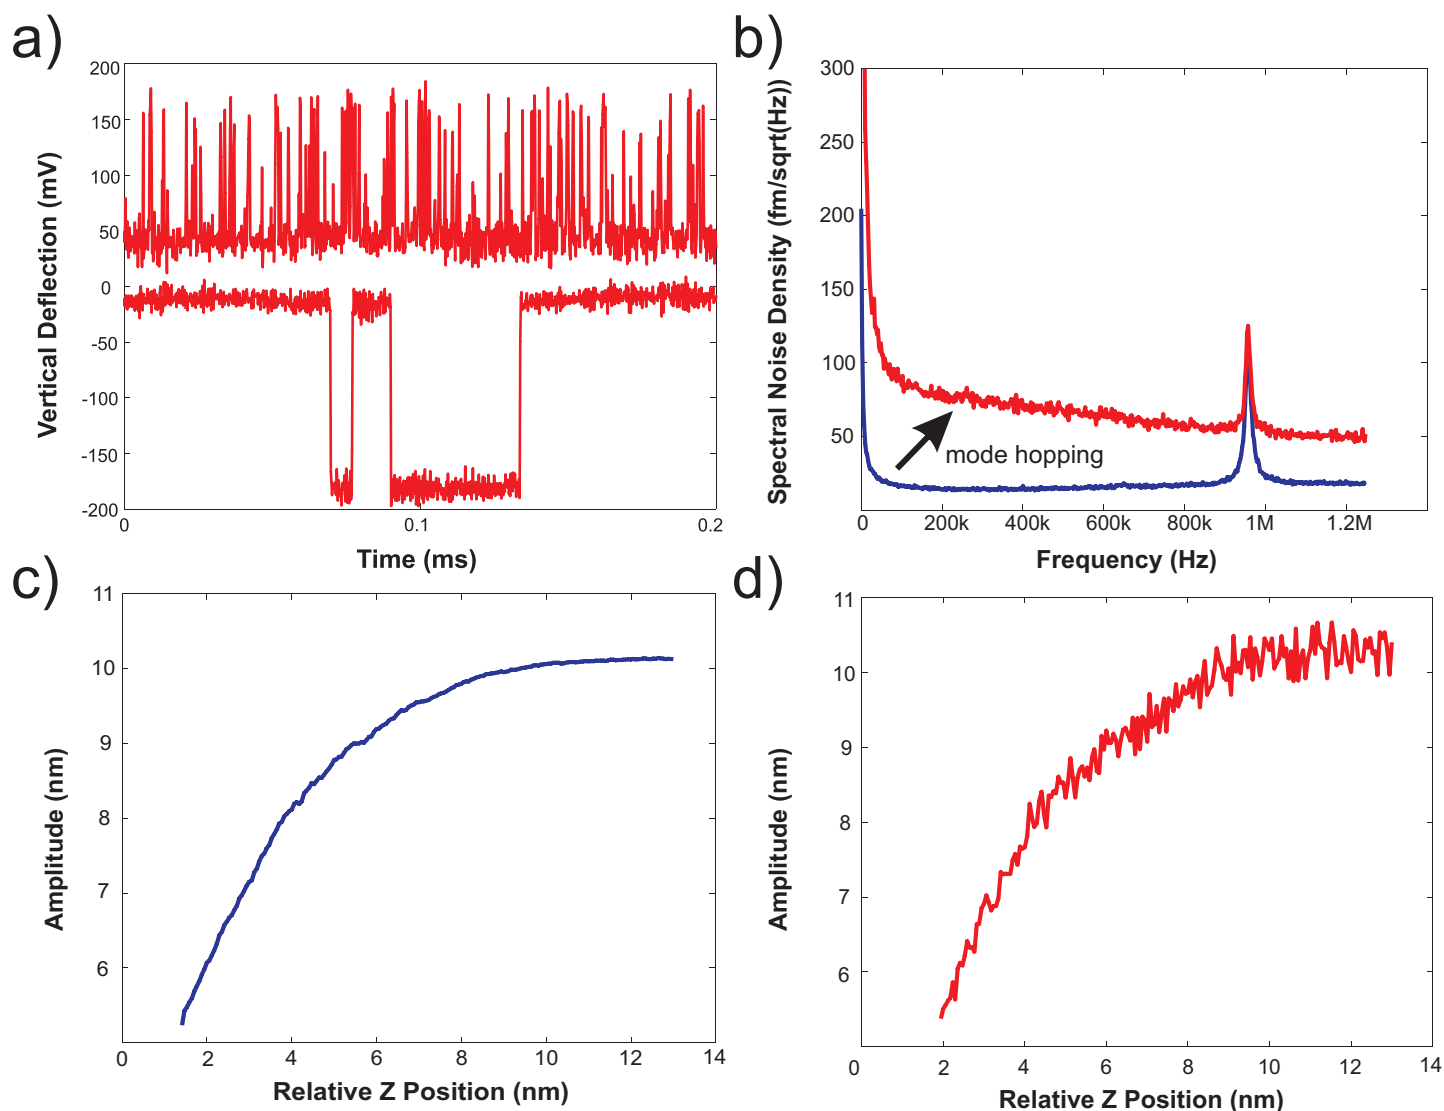 a)
Vertical Deflection (mV)
200
150
100
50
0
-50
-100
-150
-200
0
0.1
0.2
Time (ms)
b)
Spectral Noise Density (fm/sqrt(Hz))
300
250
200
150
100
50
mode hopping
0
200k
400k
600k
800k
1M
1.2M
Frequency (Hz)
c)
Amplitude (nm)
11
10
9
8
7
6
0
2
4
6
8
10
12
14
Relative Z Position (nm)
d)
Amplitude (nm)
11
10
9
8
7
6
0
2
4
6
8
10
12
14
Relative Z Position (nm)